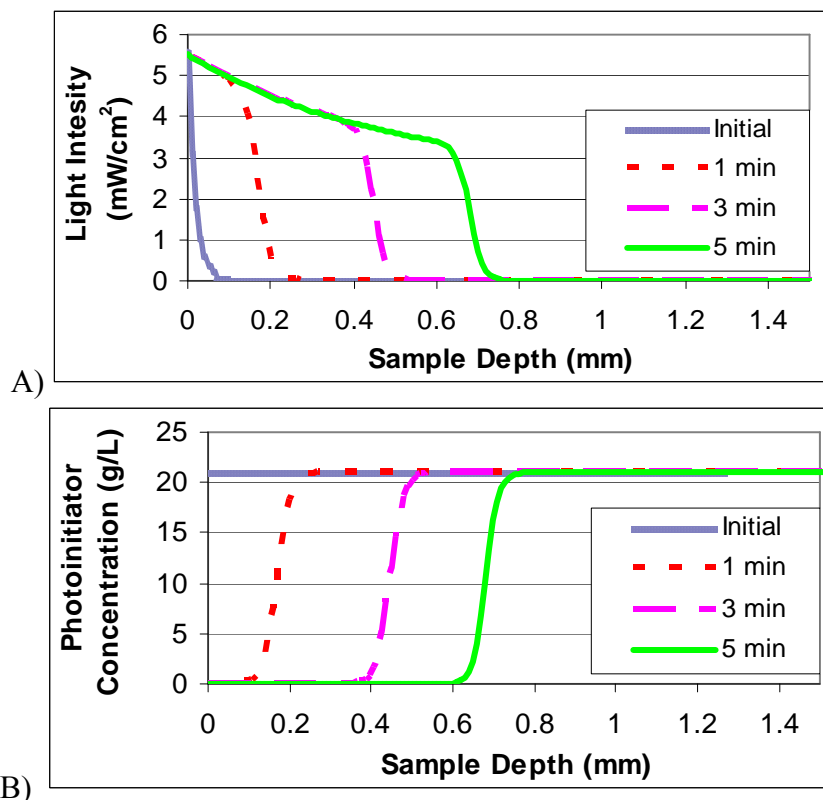 6
5
4
3
2
1
0
Light Intesity
(mW/cm²)
Initial
1 min
3 min
5 min
0 0.2 0.4 0.6 0.8 1 1.2 1.4
Sample Depth (mm)
A)
25
20
15
10
5
0
Photoinitiator
Concentration (g/L)
Initial
1 min
3 min
5 min
0 0.2 0.4 0.6 0.8 1 1.2 1.4
Sample Depth (mm)
B)